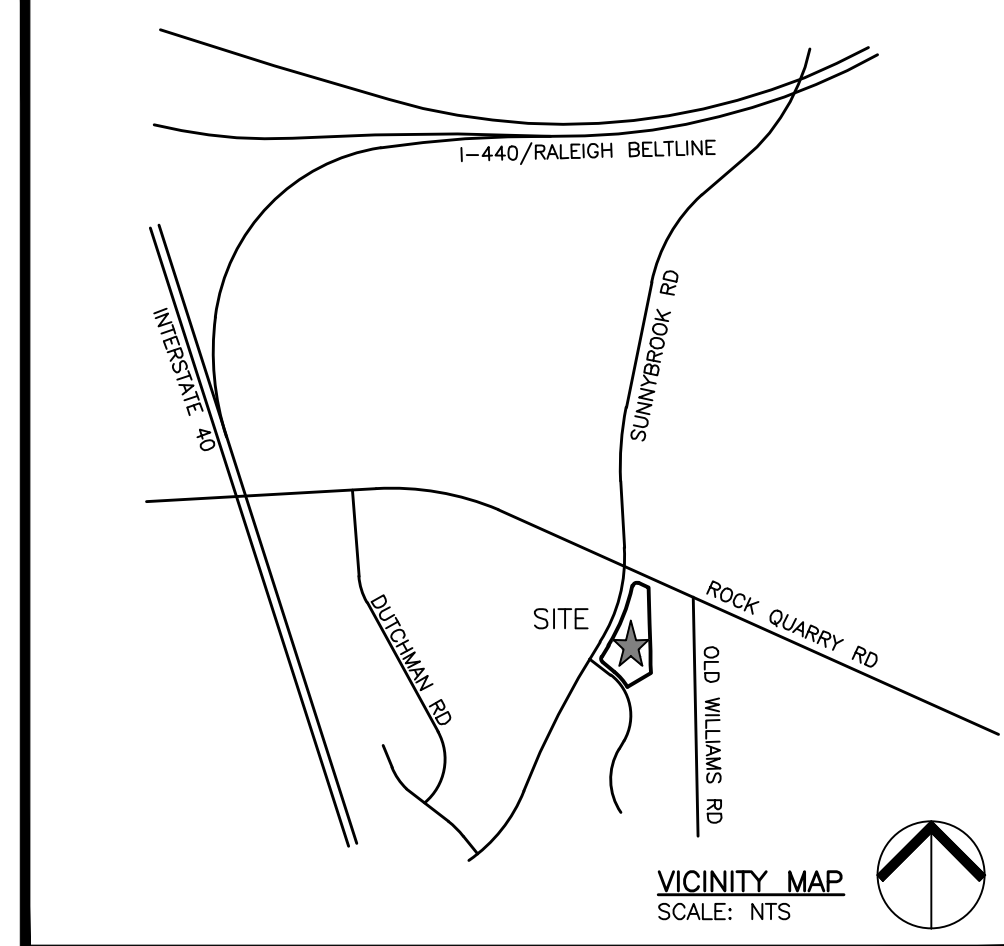 I-440/RALEIGH BELTLINE
SUNNYBROOK RD
INTERSTATE 40
SITE
ROCK QUARRY RD
DUTCHMAN RD
OLD WILLIAMS RD
VICINITY MAP
SCALE: NTS